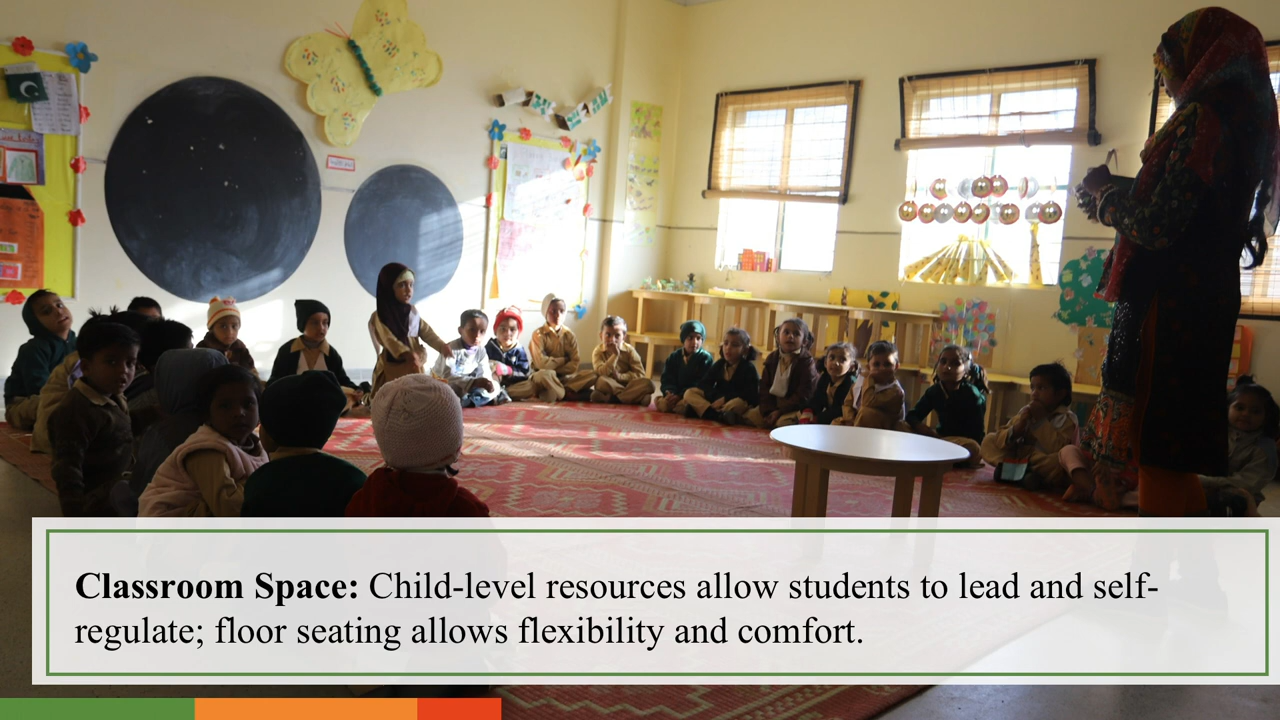 Classroom Space: Child-level resources allow students to lead and self-
regulate; floor seating allows flexibility and comfort.